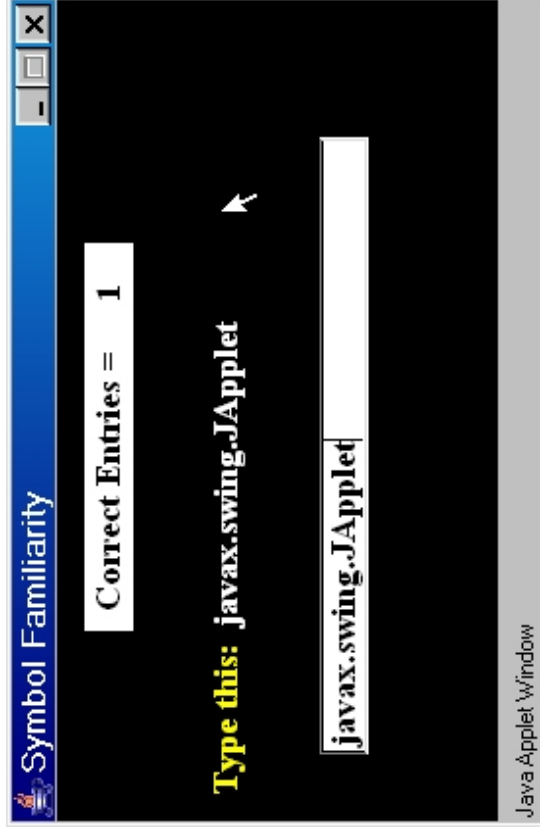 Symbol Familiarity
Correct Entries = 1
Type this: javax.swing.JApplet
javax.swing.JApplet
Java Applet Window